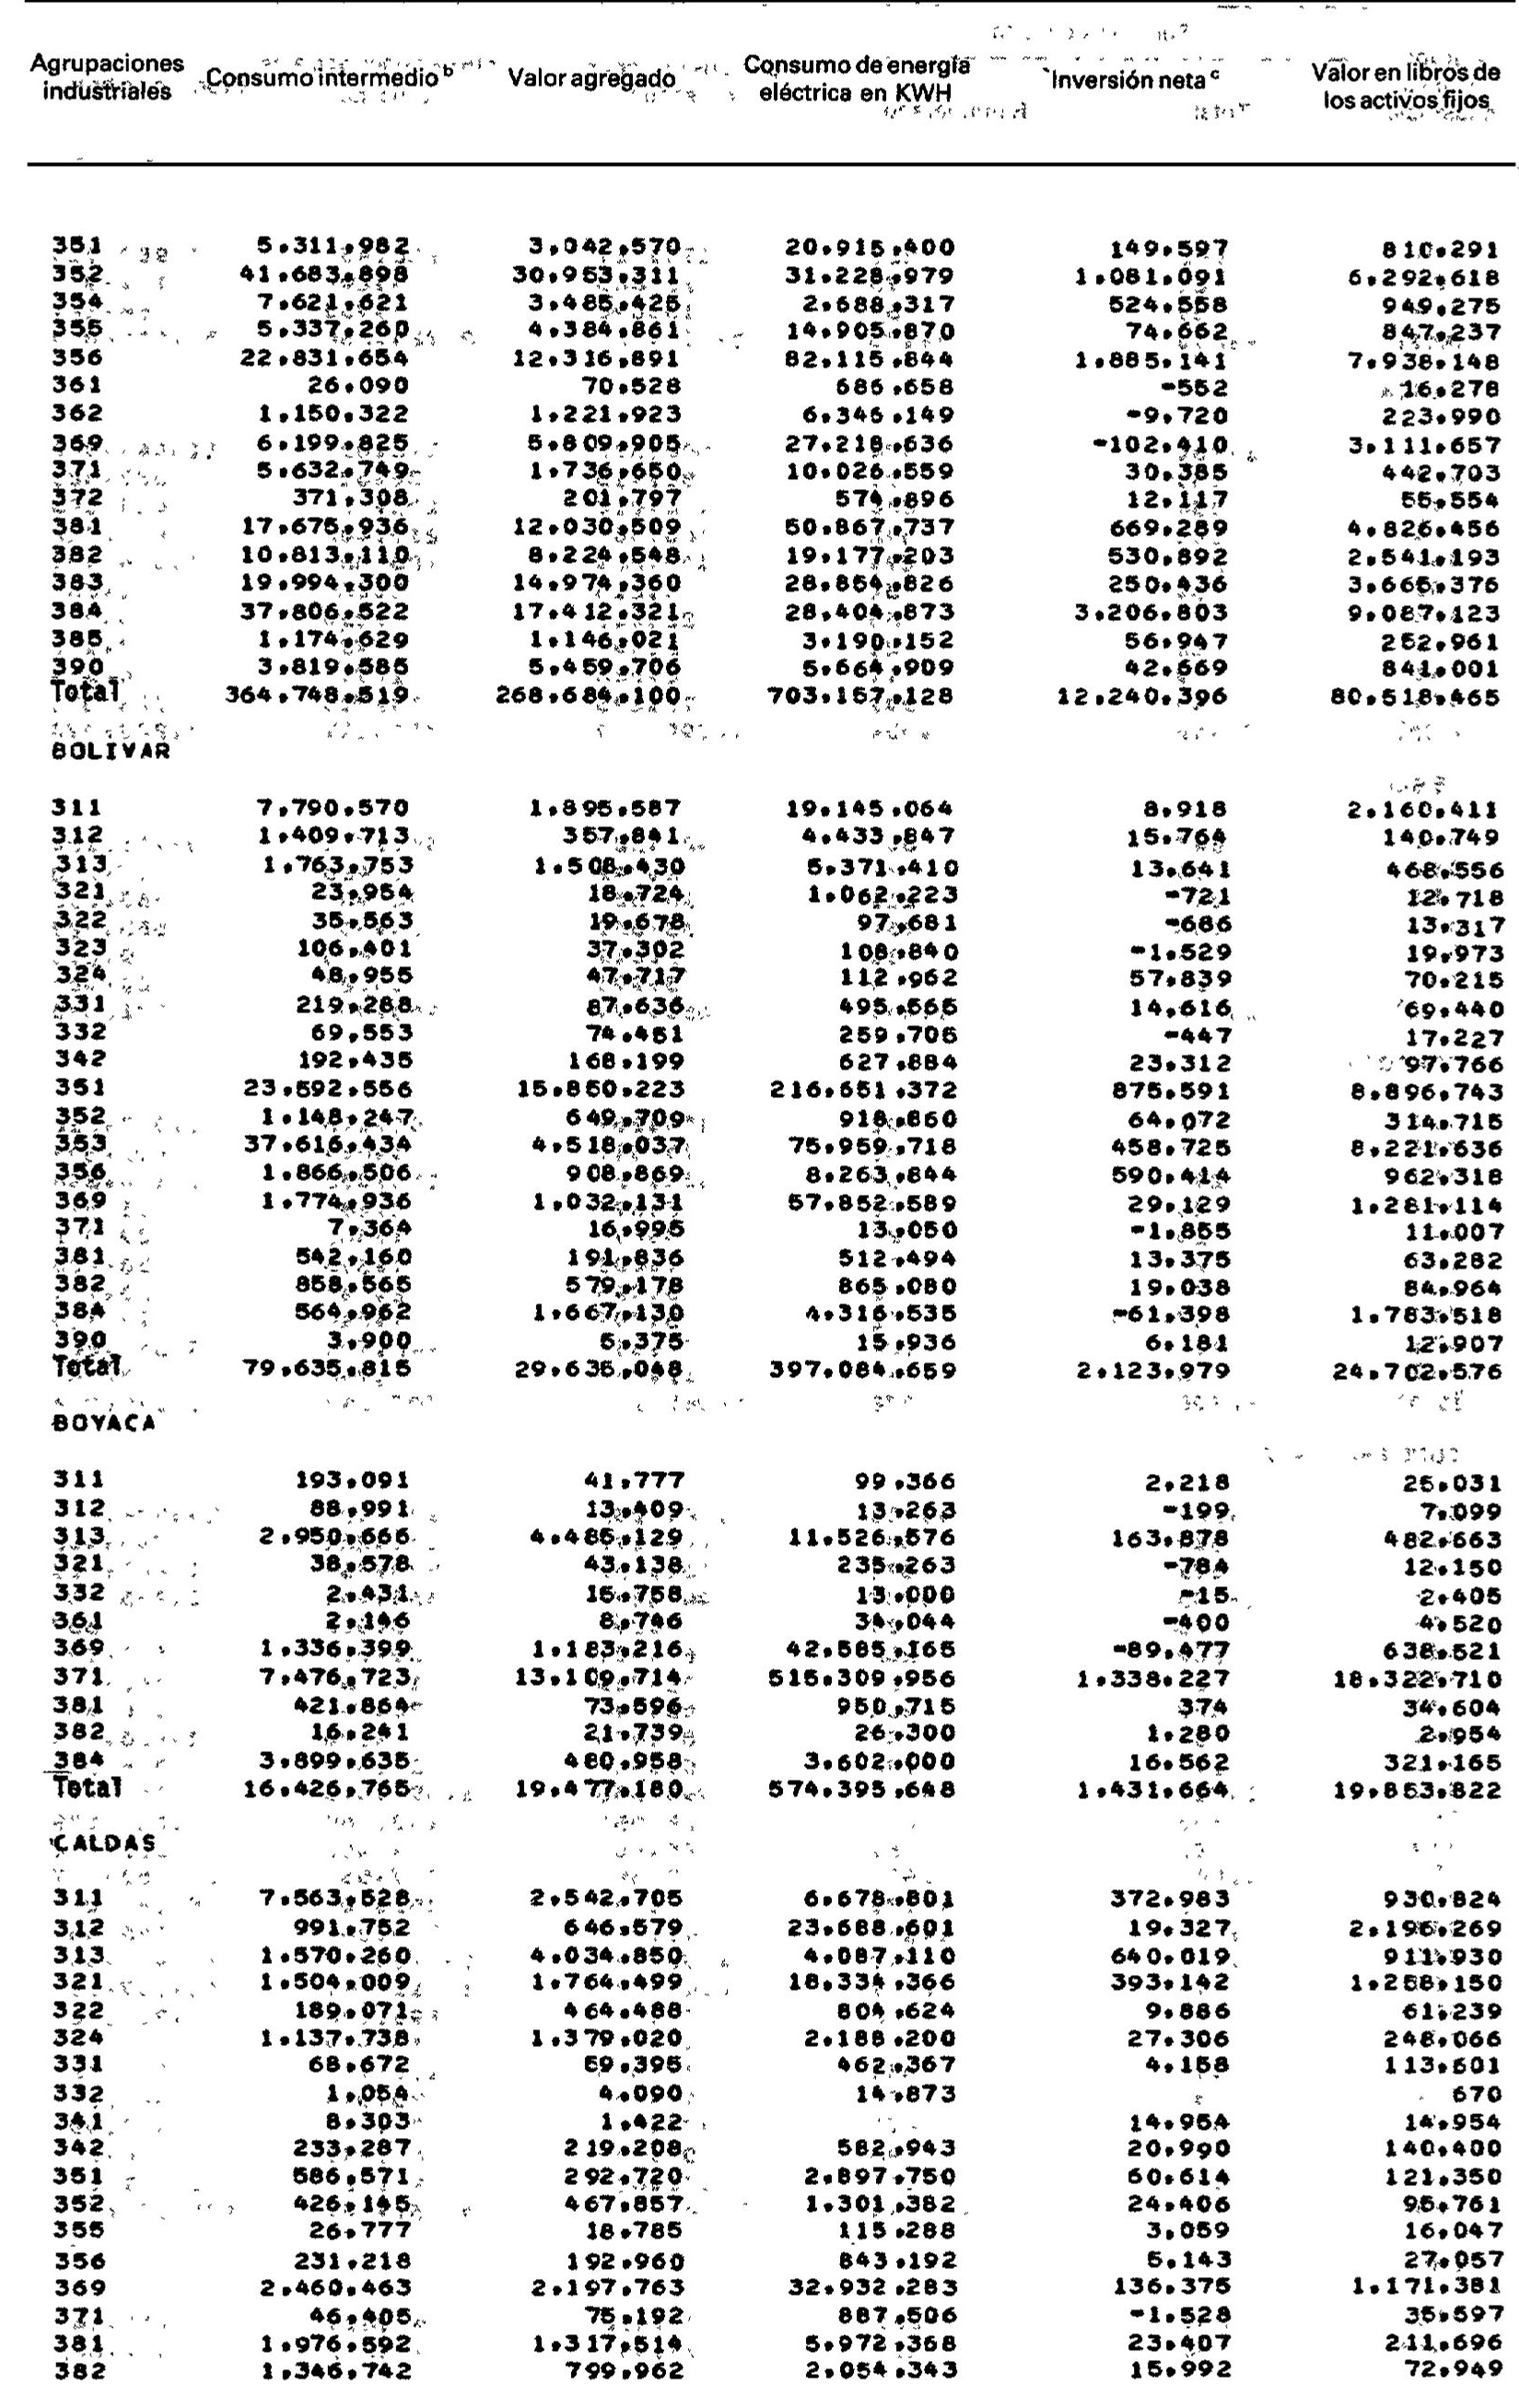 Agrupaciones industriales Consumo intermedio b Valor agregado Consumo de energía eléctrica en KWH Inversión neta c Valor en libros de los activos fijos
351 5.311.982 3.042.570 20.915.400 149.597 810.291
352 41.683.898 30.953.311 31.228.979 1.081.091 6.292.618
354 7.621.621 3.485.425 2.688.317 524.558 949.275
355 5.337.260 4.384.861 14.905.870 74.662 847.237
356 22.831.654 12.316.891 82.115.844 1.885.141 7.938.148
361 26.090 70.528 686.658 -552 16.278
362 1.150.322 1.221.923 6.346.149 -9.720 223.990
369 6.199.825 5.809.905 27.218.636 -102.410 3.111.657
371 5.632.749 1.736.650 10.026.559 30.385 442.703
372 371.308 201.797 574.896 12.117 55.554
381 17.675.936 12.030.509 50.867.737 669.289 4.826.456
382 10.813.110 8.224.548 19.177.203 530.892 2.541.193
383 19.994.300 14.974.360 28.854.826 250.436 3.665.376
384 37.806.522 17.412.321 28.404.873 3.206.803 9.087.123
385 1.174.629 1.146.021 3.190.152 56.947 252.961
390 3.819.585 5.459.706 5.664.909 42.669 841.001
Total 364.748.519 268.684.100 703.157.128 12.240.396 80.518.465
BOLIVAR
311 7.790.570 1.895.587 19.145.064 8.918 2.160.411
312 1.409.713 357.841 4.433.847 15.764 140.749
313 1.763.753 1.508.430 5.371.410 13.641 468.556
321 23.954 18.724 1.062.223 -721 12.718
322 35.563 19.678 97.681 -686 13.317
323 106.401 37.302 108.840 -1.529 19.973
324 48.955 47.717 112.962 57.839 70.215
331 219.288 87.636 495.565 14.616 69.440
332 69.553 74.451 259.705 -447 17.227
342 192.435 168.199 627.884 23.312 97.766
351 23.592.556 15.850.223 216.651.372 875.591 8.896.743
352 1.148.247 649.709 918.860 64.072 314.715
353 37.616.434 4.518.037 75.959.718 458.725 8.221.636
356 1.866.506 908.869 8.263.844 590.414 962.318
369 1.774.936 1.032.131 57.852.589 29.129 1.281.114
371 7.364 16.995 13.050 -1.855 11.007
381 542.160 191.836 512.494 13.375 63.282
382 858.565 579.178 865.080 19.038 84.964
384 564.962 1.667.130 4.316.535 -61.398 1.783.518
390 3.900 5.375 15.936 6.181 12.907
Total 79.635.815 29.635.048 397.084.659 2.123.979 24.702.576
BOYACA
311 193.091 41.777 99.366 2.218 25.031
312 88.991 13.409 13.263 -199 7.099
313 2.950.666 4.485.129 11.526.576 163.878 482.663
321 38.578 43.138 235.263 -784 12.150
332 2.431 15.758 13.000 -15 2.405
361 2.146 8.746 34.044 -400 4.520
369 1.336.399 1.183.216 42.585.165 -89.477 638.521
371 7.476.723 13.109.714 515.309.956 1.338.227 18.322.710
381 421.864 73.596 950.715 374 34.604
382 16.241 21.739 26.300 1.280 2.954
384 3.899.635 480.958 3.602.000 16.562 321.165
Total 16.426.765 19.477.180 574.395.648 1.431.664 19.853.822
CALDAS
311 7.563.528 2.542.705 6.678.801 372.983 930.824
312 991.752 646.579 23.688.601 19.327 2.196.269
313 1.570.260 4.034.850 4.087.110 640.019 911.930
321 1.504.009 1.764.499 18.334.366 393.142 1.258.150
322 189.071 464.488 804.624 9.886 61.239
324 1.137.738 1.379.020 2.188.200 27.306 248.066
331 68.672 59.395 462.367 4.158 113.601
332 1.054 4.090 14.873 670
341 8.303 1.422 14.954 14.954
342 233.287 219.208 582.943 20.990 140.400
351 586.571 292.720 2.897.750 60.614 121.350
352 426.145 467.857 1.301.382 24.406 95.761
355 26.777 18.785 115.288 3.059 16.047
356 231.218 192.960 843.192 5.143 27.057
369 2.460.463 2.197.763 32.932.283 136.375 1.171.381
371 46.405 75.192 887.506 -1.528 35.597
381 1.976.592 1.317.514 5.972.368 23.407 211.696
382 1.346.742 799.962 2.054.343 15.992 72.949